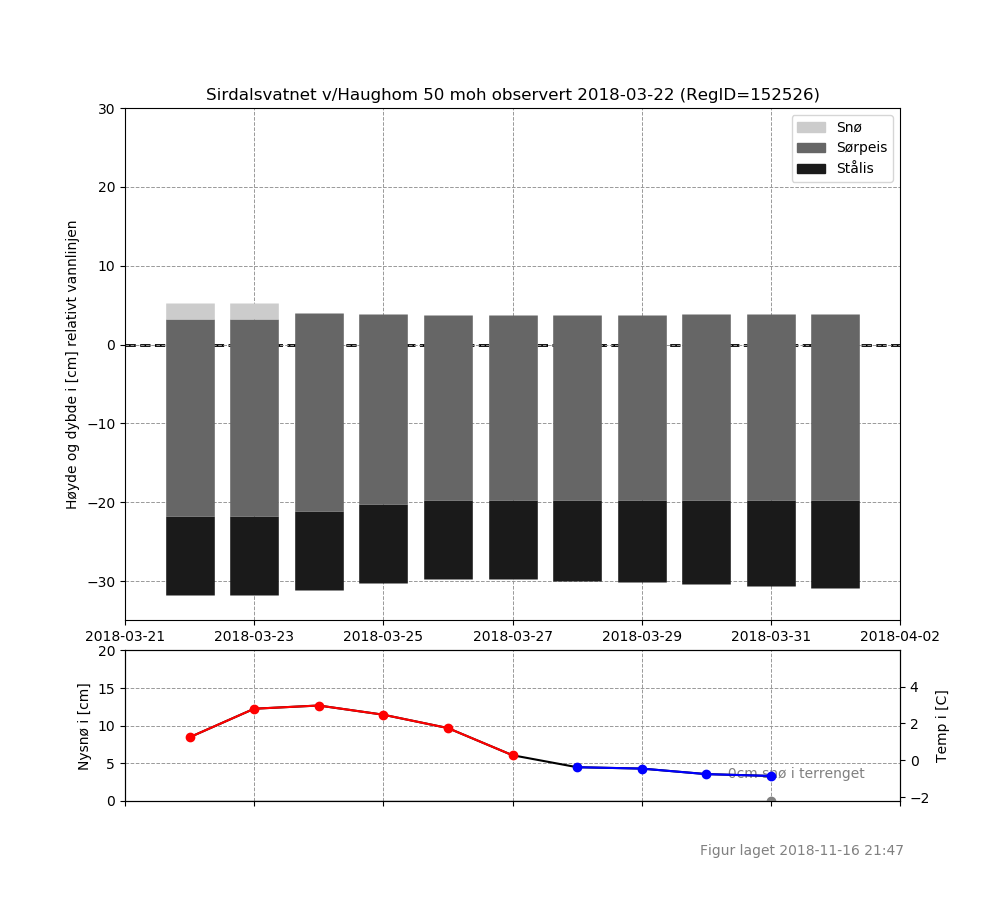 Sirdalsvatnet v/Haughom 50 moh observert 2018-03-22 (RegID=152526)
Høyde og dybde i [cm] relativt vannlinjen
30
20
10
0
−10
−20
−30
Snø
Sørpeis
Stålis
2018-03-21 2018-03-23 2018-03-25 2018-03-27 2018-03-29 2018-03-31 2018-04-02
Nysnø i [cm]
20
15
10
5
0
4
2
0
−2
Temp i [C]
0cm snø i terrenget
Figur laget 2018-11-16 21:47